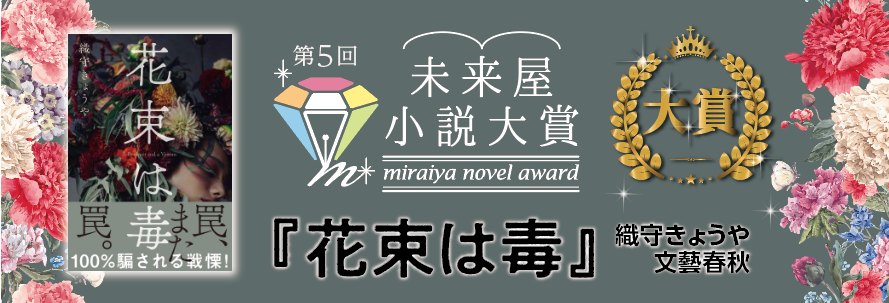 織守きょうや
花束は毒
罠、また罠。
100%騙される戦慄!
第5回
未来屋
小説大賞
miraiya novel award
大賞
『花束は毒』
織守きょうや
文藝春秋